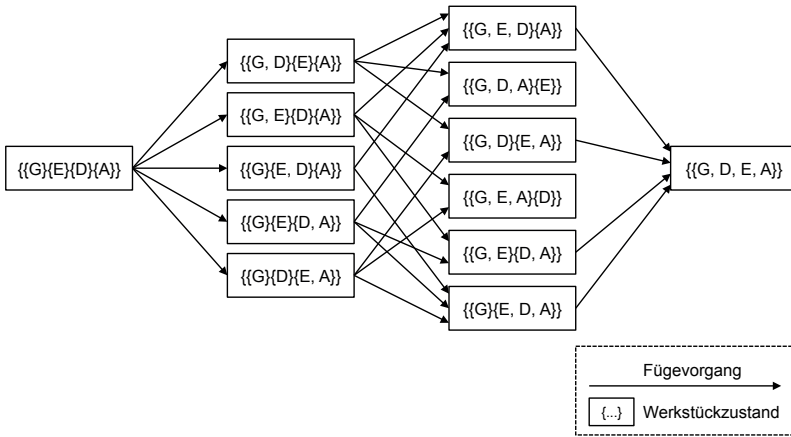 {{G}{E}{D}{A}}
{{G, D}{E}{A}}
{{G, E}{D}{A}}
{{G}{E, D}{A}}
{{G}{E}{D, A}}
{{G}{D}{E, A}}
{{G, E, D}{A}}
{{G, D, A}{E}}
{{G, D}{E, A}}
{{G, E, A}{D}}
{{G, E}{D, A}}
{{G}{E, D, A}}
{{G, D, E, A}}
Fügevorgang
{...} Werkstückzustand